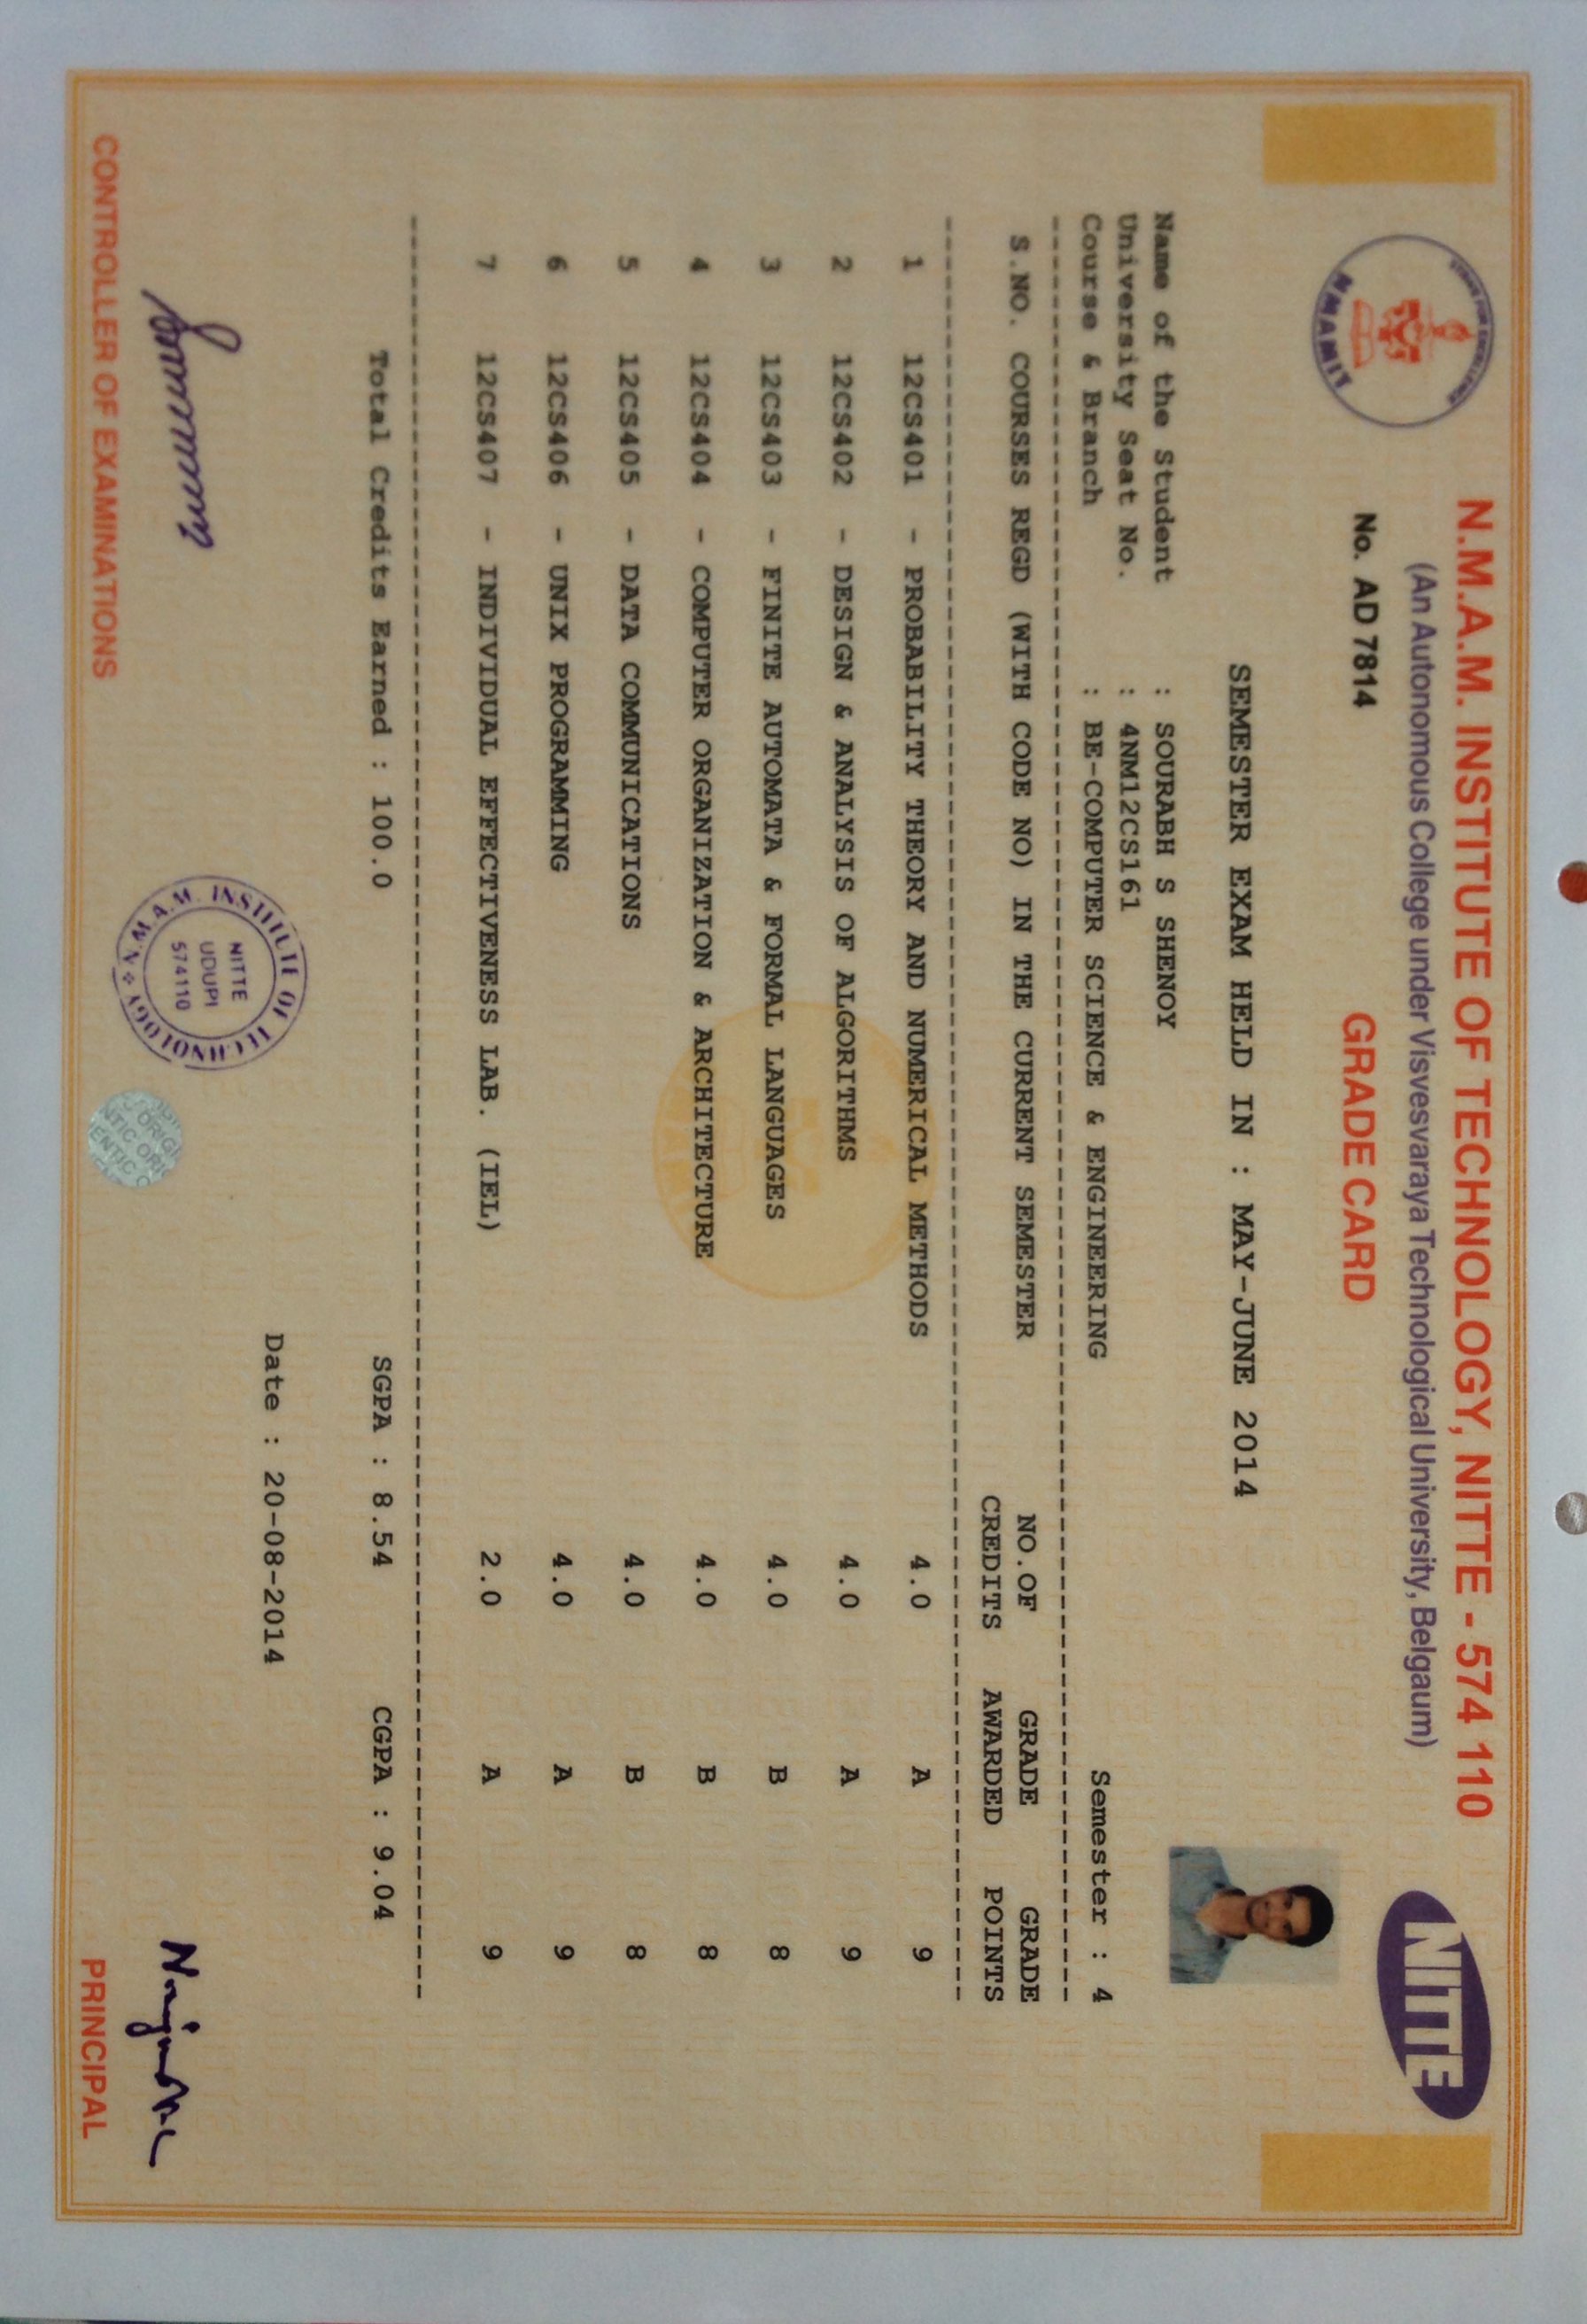 STRIVE FOR EXCELLENCE
NMAMIT
N.M.A.M. INSTITUTE OF TECHNOLOGY, NITTE - 574 110
(An Autonomous College under Visvesvaraya Technological University, Belgaum)
NITTE
No. AD 7814
GRADE CARD
SEMESTER EXAM HELD IN : MAY-JUNE 2014
Name of the Student : SOURABH S SHENOY
University Seat No. : 4NM12CS161
Course & Branch : BE-COMPUTER SCIENCE & ENGINEERING Semester : 4
S.NO. COURSES REGD (WITH CODE NO) IN THE CURRENT SEMESTER NO.OF GRADE GRADE
CREDITS AWARDED POINTS
1 12CS401 - PROBABILITY THEORY AND NUMERICAL METHODS 4.0 A 9
2 12CS402 - DESIGN & ANALYSIS OF ALGORITHMS 4.0 A 9
3 12CS403 - FINITE AUTOMATA & FORMAL LANGUAGES 4.0 B 8
4 12CS404 - COMPUTER ORGANIZATION & ARCHITECTURE 4.0 B 8
5 12CS405 - DATA COMMUNICATIONS 4.0 B 8
6 12CS406 - UNIX PROGRAMMING 4.0 A 9
7 12CS407 - INDIVIDUAL EFFECTIVENESS LAB. (IEL) 2.0 A 9
Total Credits Earned : 100.0 SGPA : 8.54 CGPA : 9.04
Date : 20-08-2014
N.M.A.M. INSTITUTE OF TECHNOLOGY
NITTE
UDUPI
574110
CONTROLLER OF EXAMINATIONS
PRINCIPAL